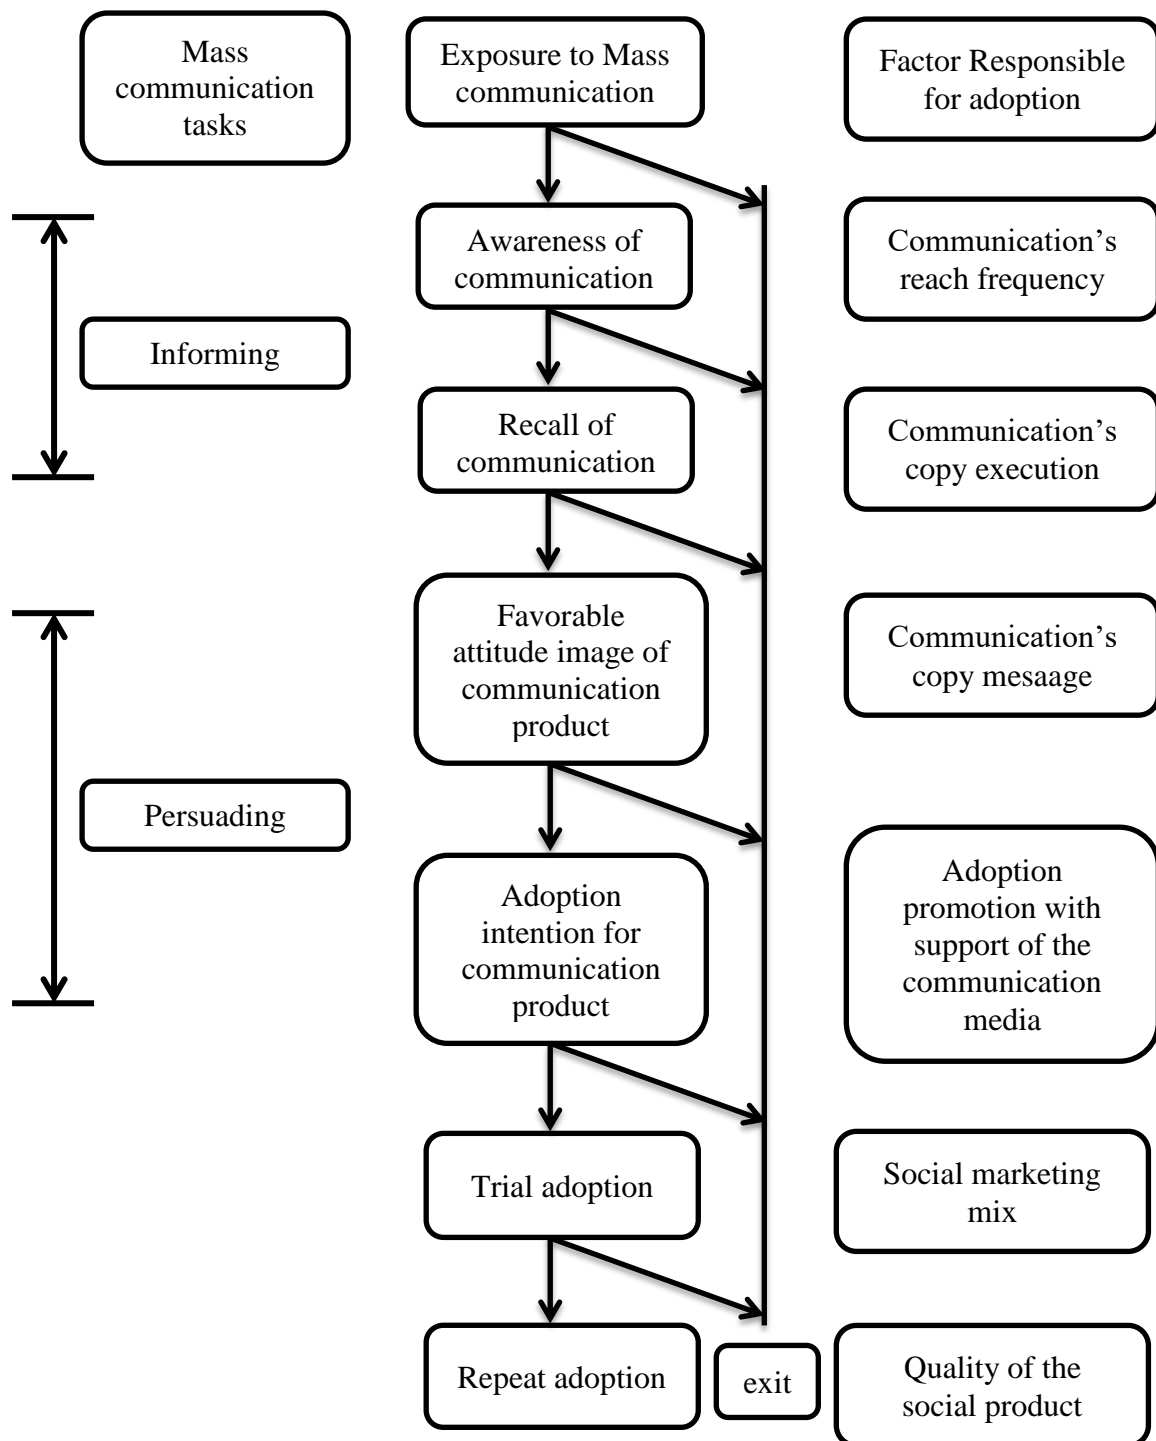 Mass
communication
tasks
Exposure to Mass
communication
Factor Responsible
for adoption
Awareness of
communication
Communication’s
reach frequency
Informing
Recall of
communication
Communication’s
copy execution
Favorable
attitude image of
communication
product
Communication’s
copy mesaage
Persuading
Adoption
intention for
communication
product
Adoption
promotion with
support of the
communication
media
Trial adoption
Social marketing
mix
Repeat adoption
exit
Quality of the
social product